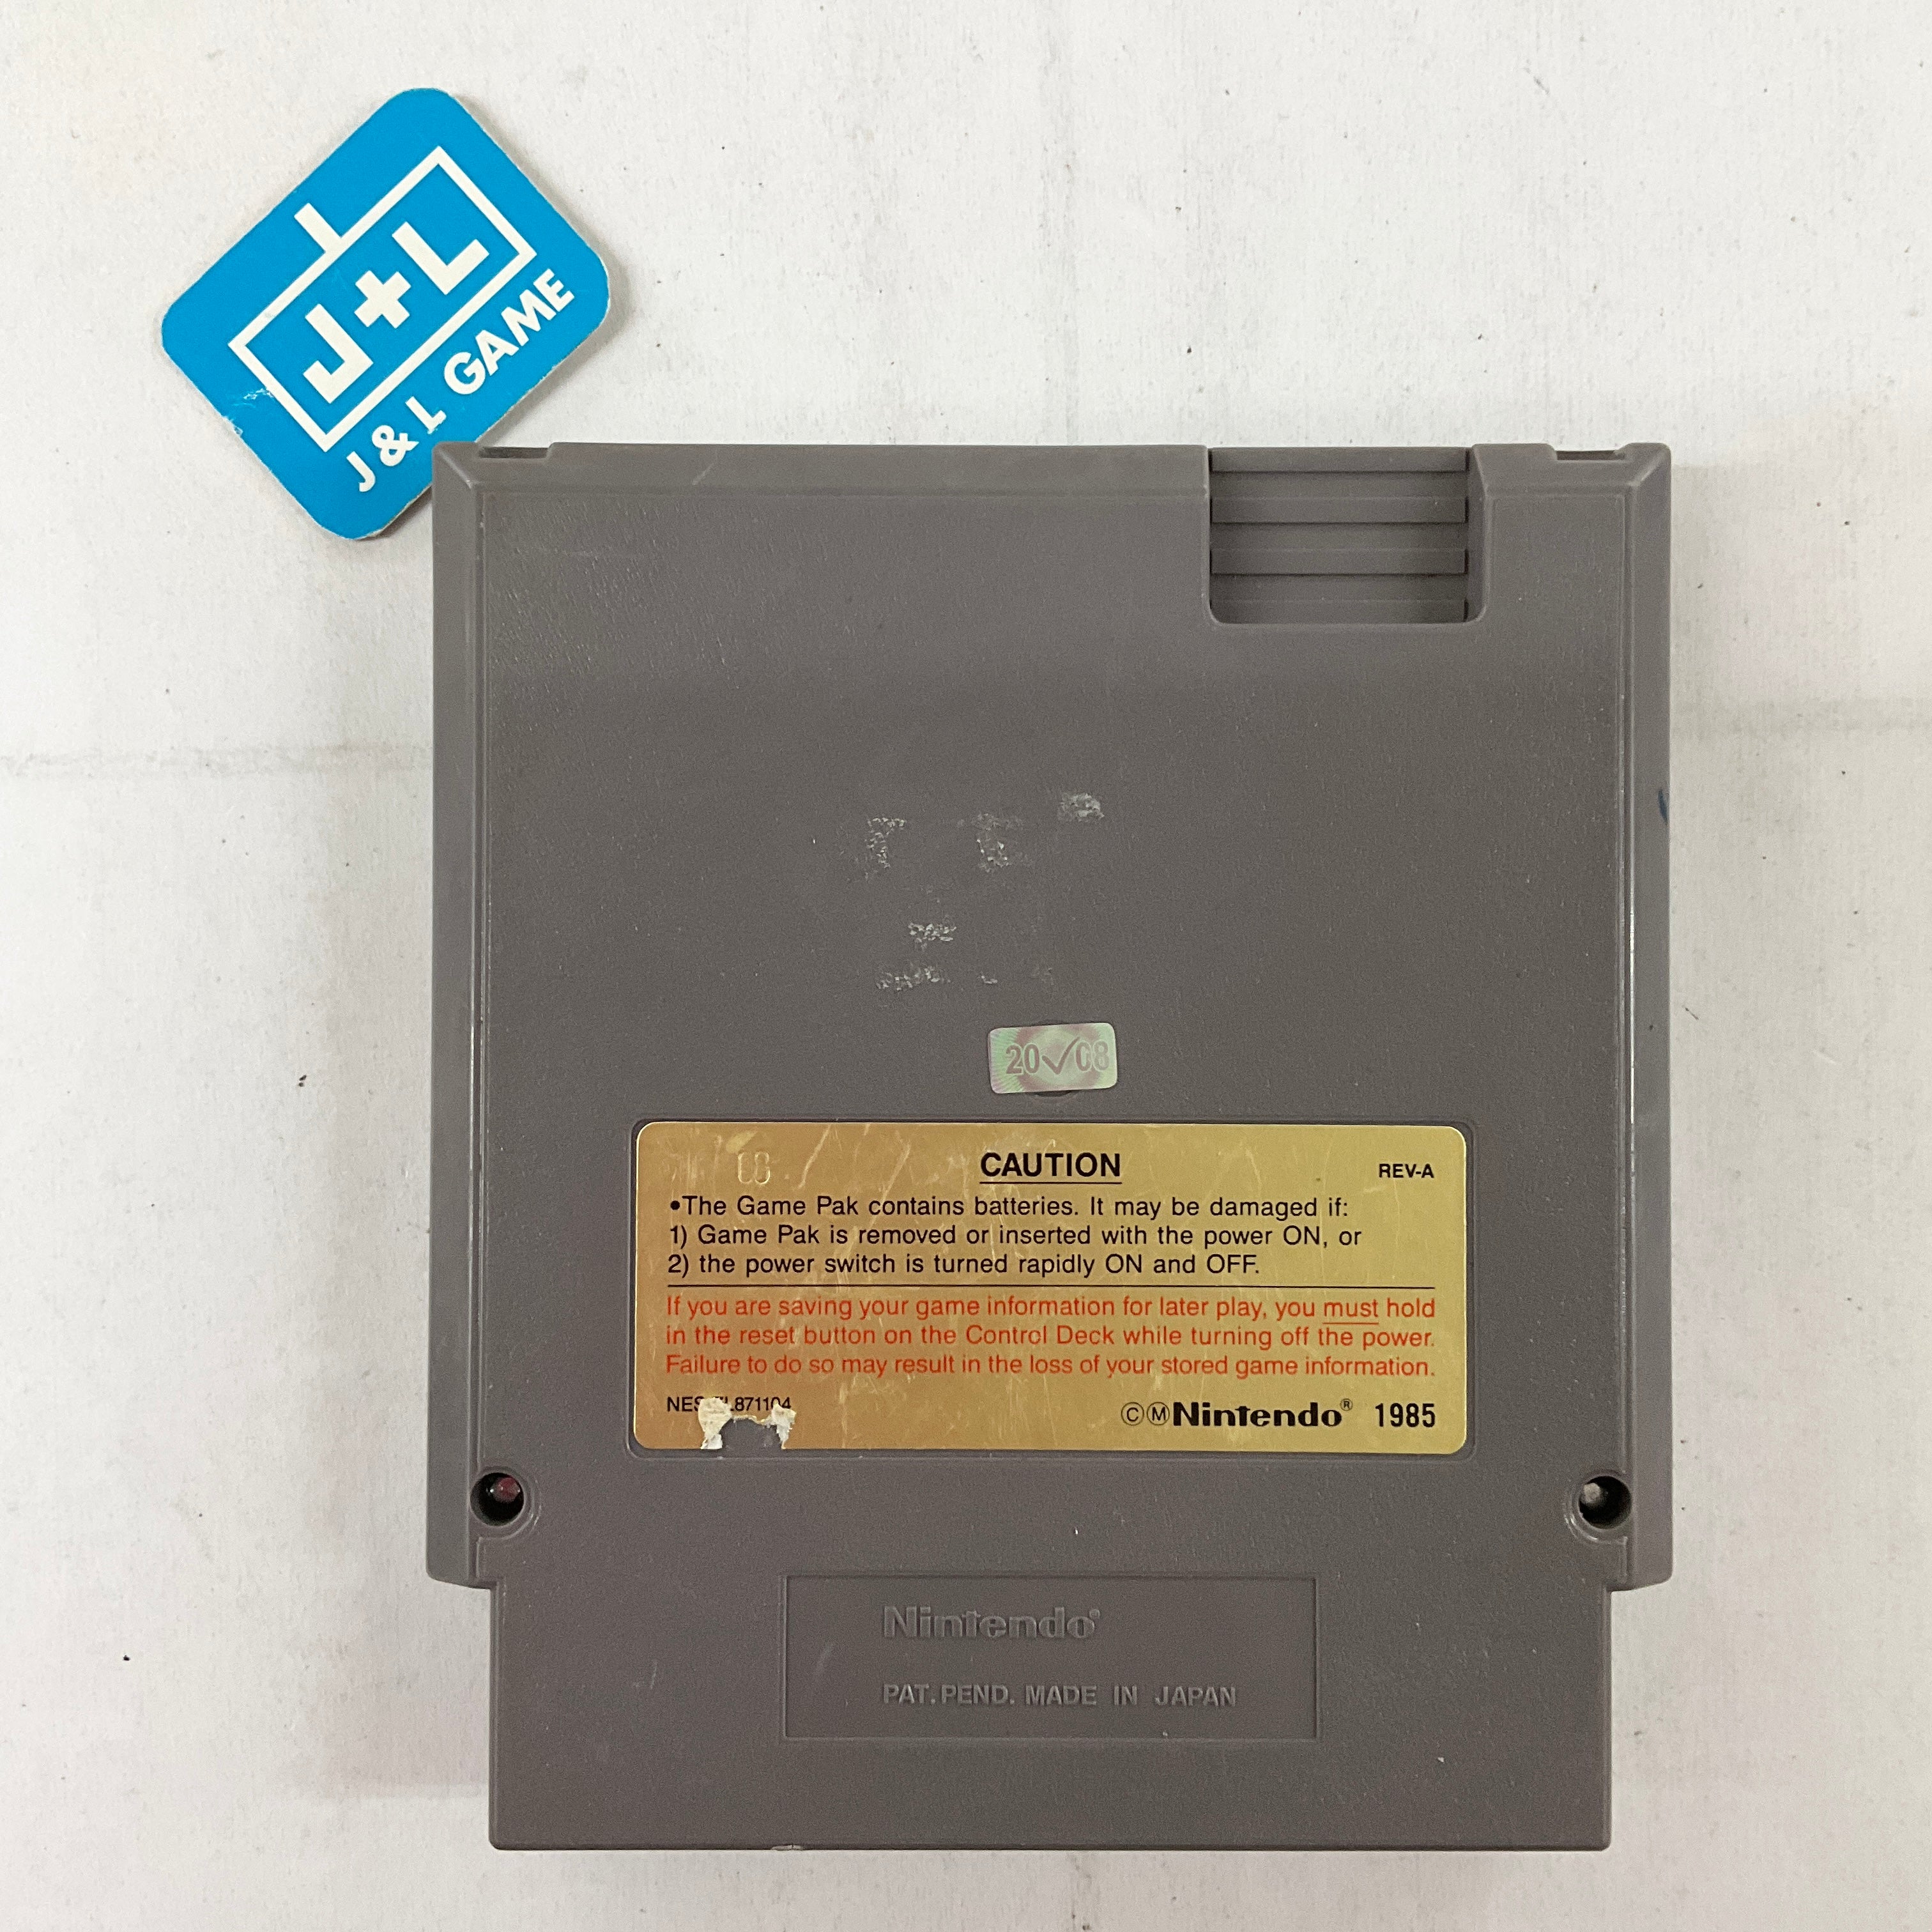 J+L
J & L GAME
20✓08
08
CAUTION
REV-A
•The Game Pak contains batteries. It may be damaged if:
1) Game Pak is removed or inserted with the power ON, or
2) the power switch is turned rapidly ON and OFF.
If you are saving your game information for later play, you must hold
in the reset button on the Control Deck while turning off the power.
Failure to do so may result in the loss of your stored game information.
©Ⓜ Nintendo® 1985
Nintendo®
PAT. PEND. MADE IN JAPAN